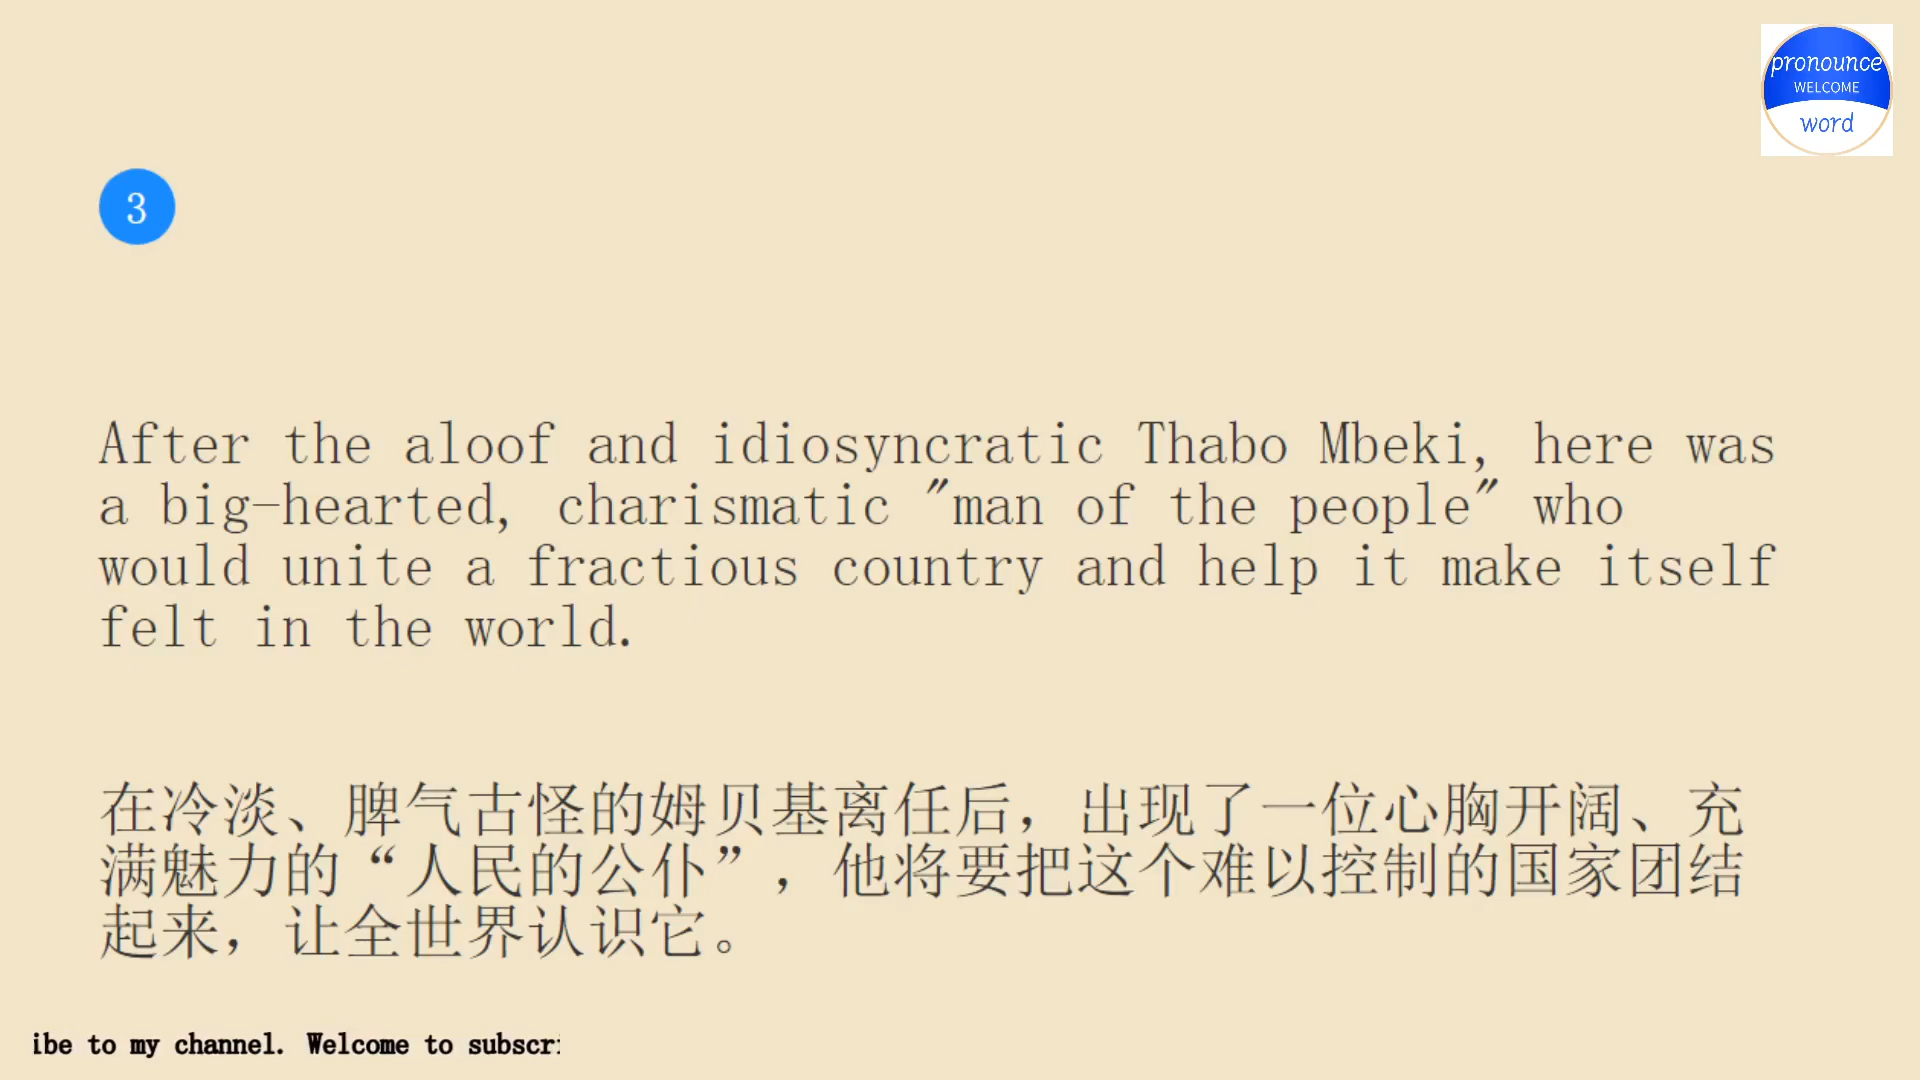 pronounce
WELCOME
word
3
After the aloof and idiosyncratic Thabo Mbeki, here was
a big-hearted, charismatic "man of the people" who
would unite a fractious country and help it make itself
felt in the world.
在冷淡、脾气古怪的姆贝基离任后，出现了一位心胸开阔、充
满魅力的“人民的公仆”，他将要把这个难以控制的国家团结
起来，让全世界认识它。
ibe to my channel. Welcome to subscri